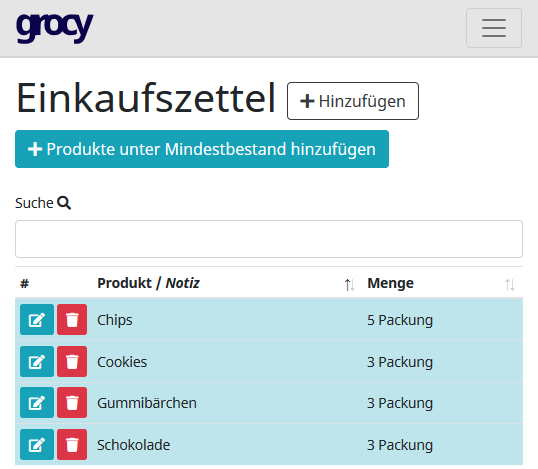 grocy
Einkaufszettel + Hinzufügen
+ Produkte unter Mindestbestand hinzufügen
Suche
# Produkt / Notiz Menge
Chips 5 Packung
Cookies 3 Packung
Gummibärchen 3 Packung
Schokolade 3 Packung